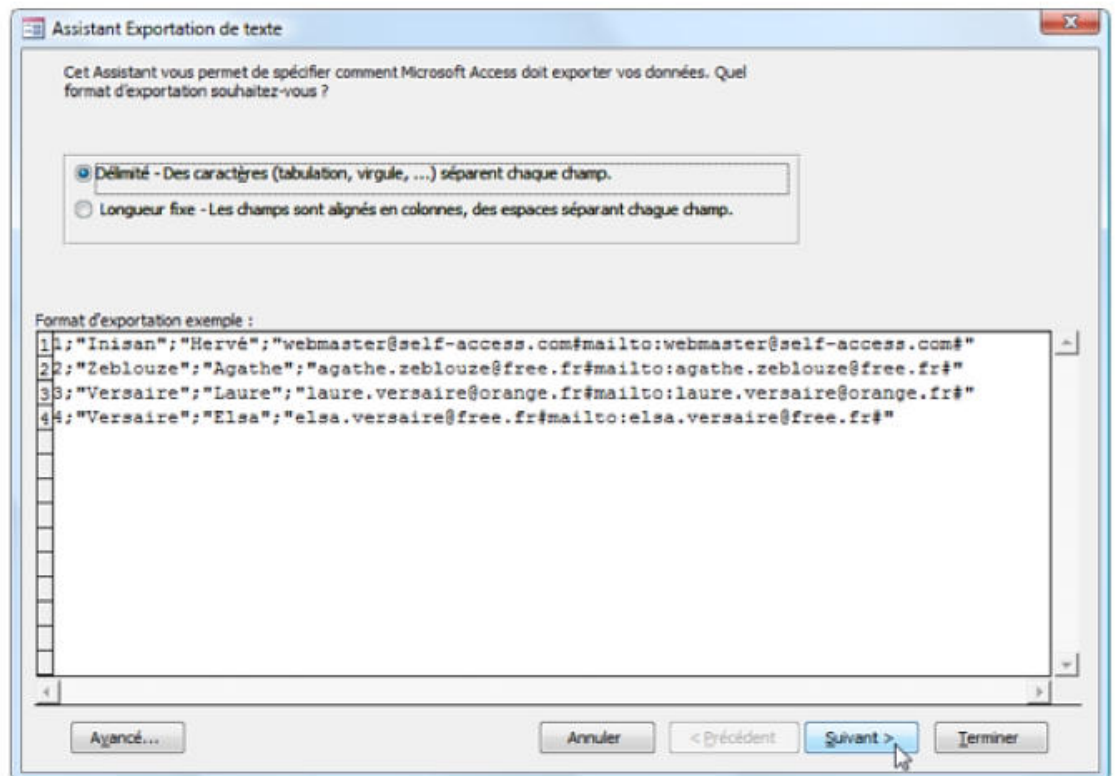 Assistant Exportation de texte
Cet Assistant vous permet de spécifier comment Microsoft Access doit exporter vos données. Quel
format d'exportation souhaitez-vous ?
Délimité - Des caractères (tabulation, virgule, ...) séparent chaque champ.
Longueur fixe - Les champs sont alignés en colonnes, des espaces séparant chaque champ.
Format d'exportation exemple :
1 1;"Inisan";"Hervé";"webmaster@self-access.com#mailto:webmaster@self-access.com#"
2 2;"Zeblouze";"Agathe";"agathe.zeblouze@free.fr#mailto:agathe.zeblouze@free.fr#"
3 3;"Versaire";"Laure";"laure.versaire@orange.fr#mailto:laure.versaire@orange.fr#"
4 4;"Versaire";"Elsa";"elsa.versaire@free.fr#mailto:elsa.versaire@free.fr#"
Avancé... Annuler < Précédent Suivant > Terminer